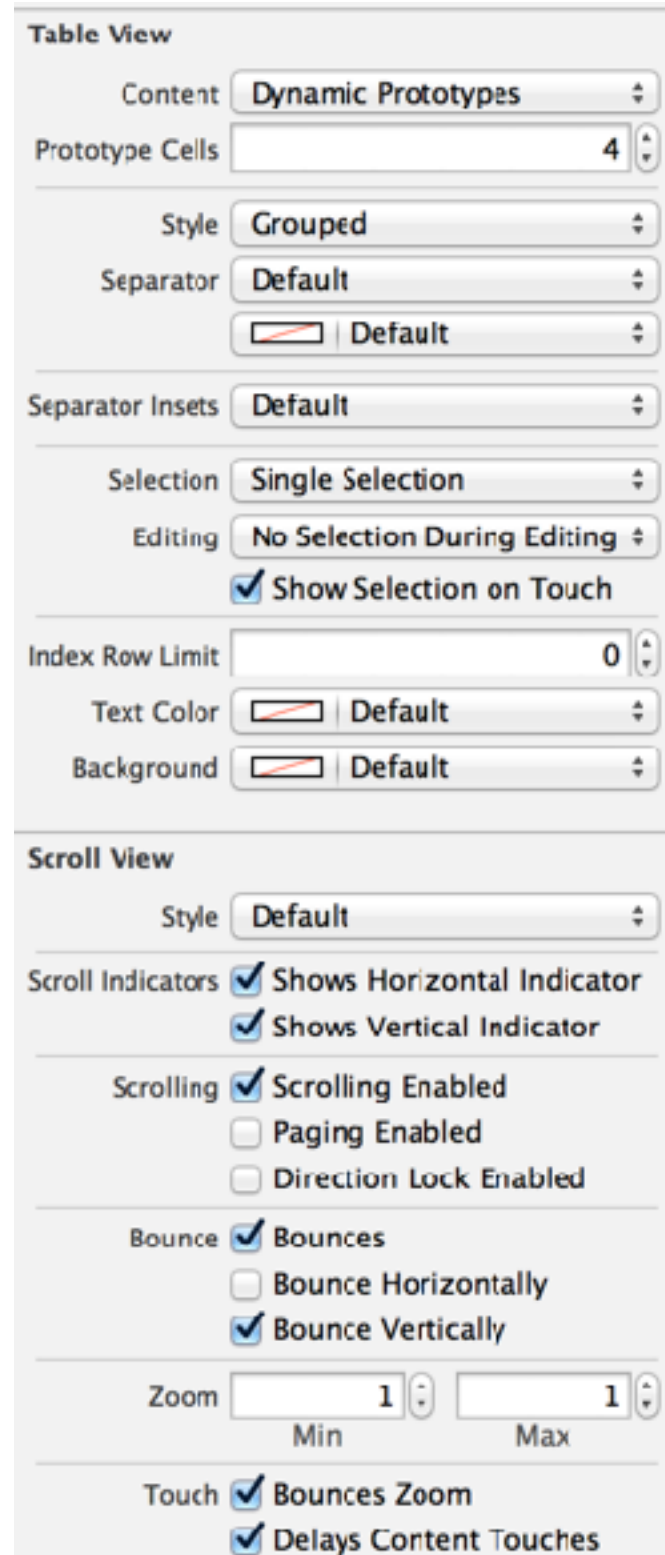 Table View
Content Dynamic Prototypes
Prototype Cells 4
Style Grouped
Separator Default
Default
Separator Insets Default
Selection Single Selection
Editing No Selection During Editing
Show Selection on Touch
Index Row Limit 0
Text Color Default
Background Default
Scroll View
Style Default
Scroll Indicators Shows Horizontal Indicator
Shows Vertical Indicator
Scrolling Scrolling Enabled
Paging Enabled
Direction Lock Enabled
Bounce Bounces
Bounce Horizontally
Bounce Vertically
Zoom 1 1
Min Max
Touch Bounces Zoom
Delays Content Touches